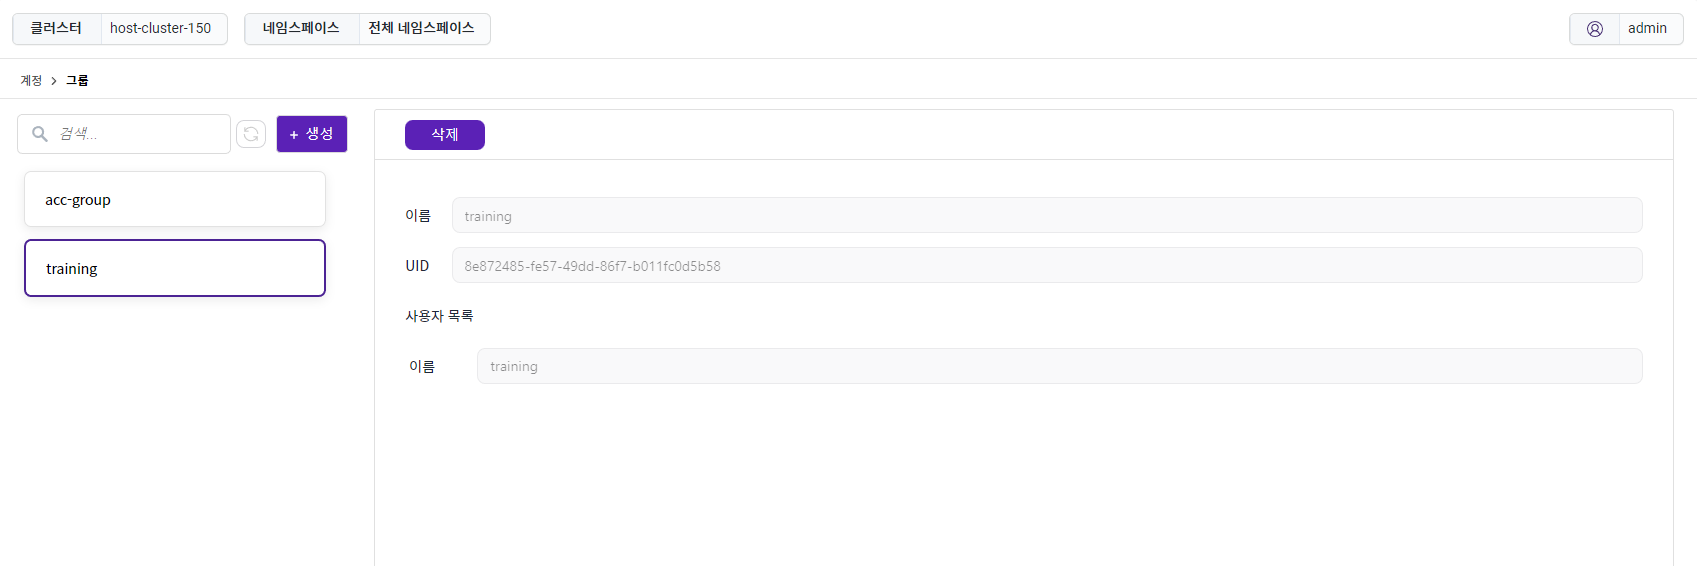 클러스터 host-cluster-150 네임스페이스 전체 네임스페이스 admin
계정 > 그룹
검색... + 생성 삭제
acc-group
training
이름 training
UID 8e872485-fe57-49dd-86f7-b011fc0d5b58
사용자 목록
이름 training